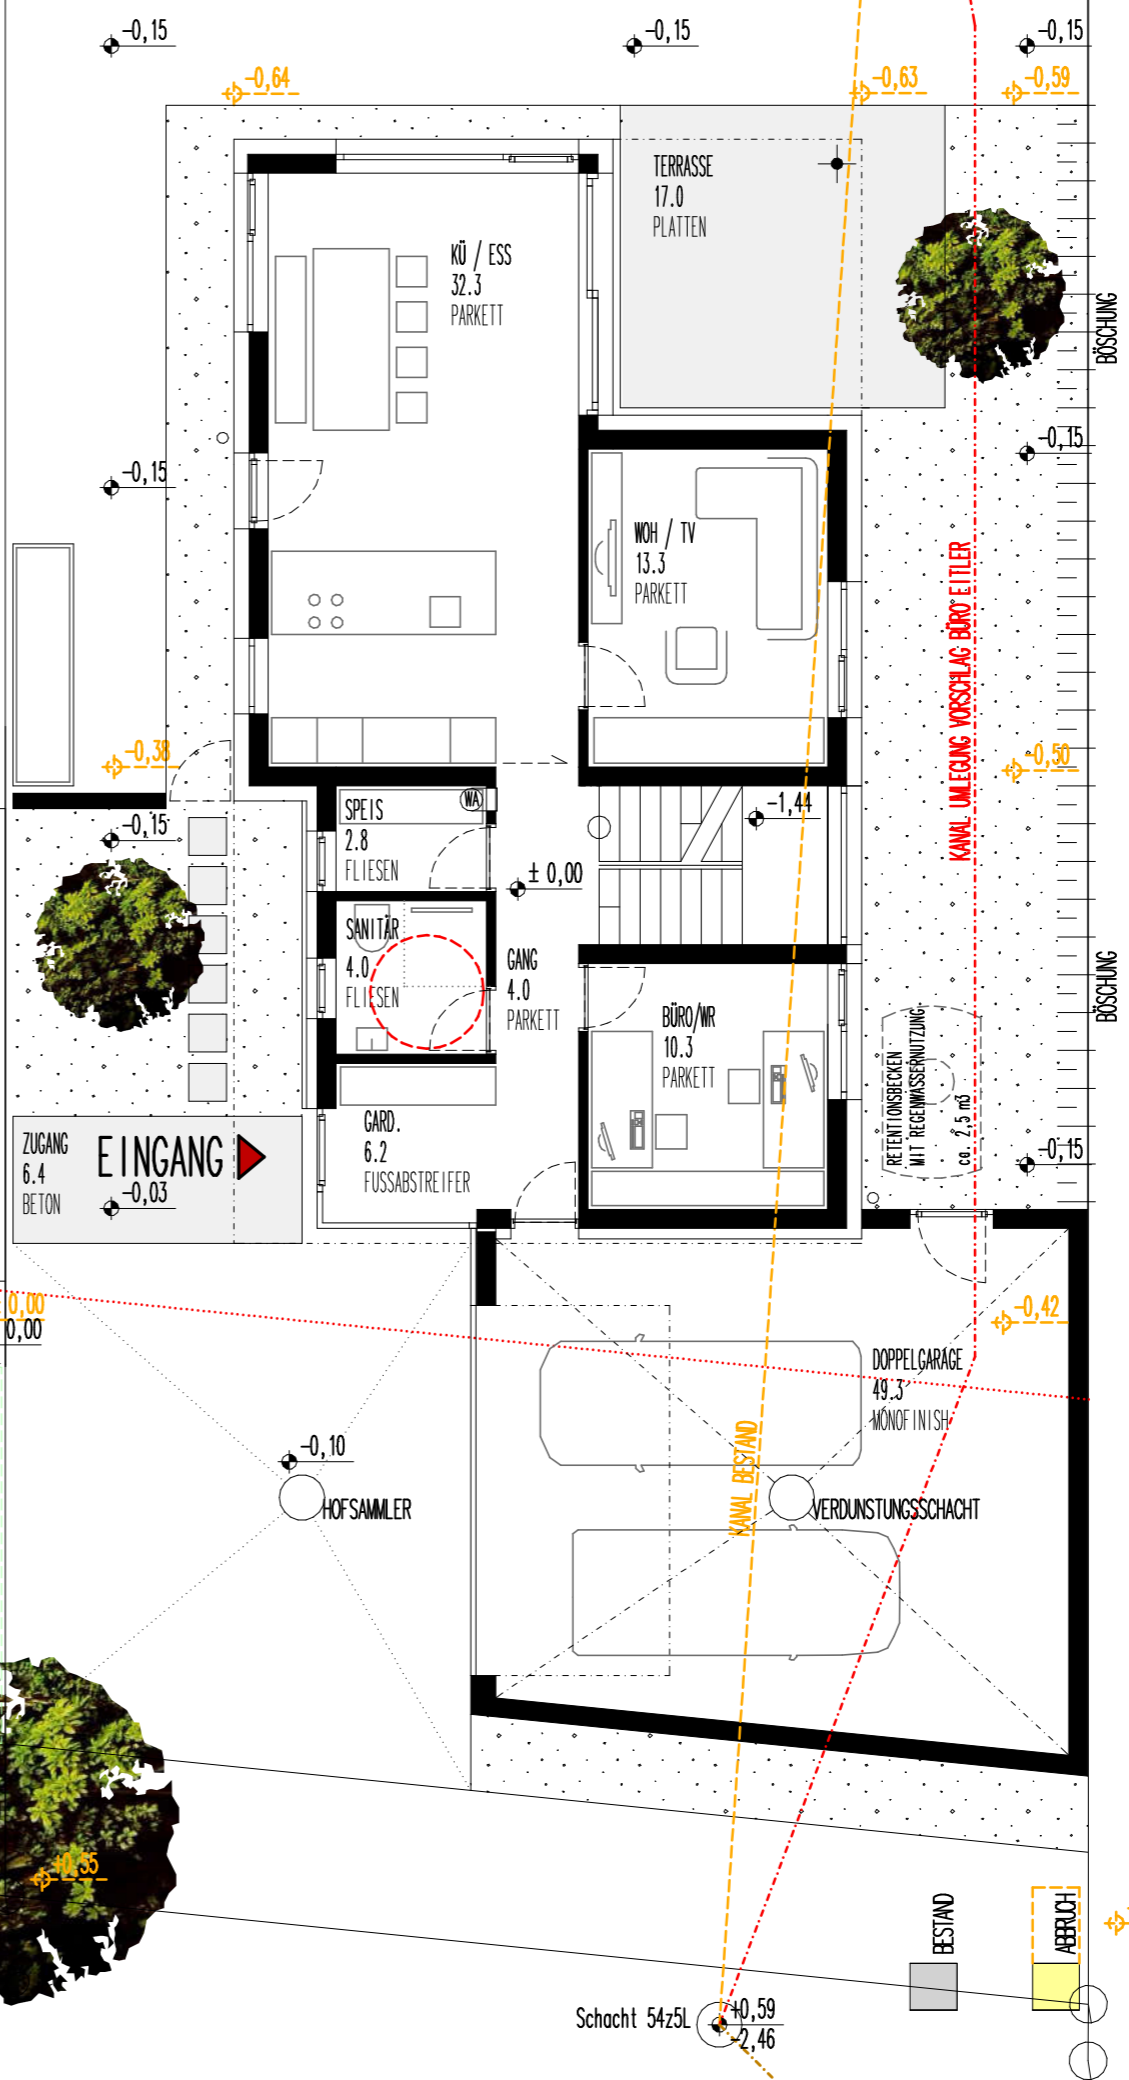 -0,15
-0,15
-0,15
-0,64
-0,63
-0,59
TERRASSE
17.0
PLATTEN
KÜ / ESS
32.3
PARKETT
BÖSCHUNG
-0,15
-0,15
WOH / TV
13.3
PARKETT
KANAL UMLEGUNG VORSCHLAG BÜRO EITLER
-0,38
-0,50
-0,15
SPEIS
2.8
FLIESEN
WA
-1,44
± 0,00
SANITÄR
4.0
FLIESEN
GANG
4.0
PARKETT
BÖSCHUNG
BÜRO/WR
10.3
PARKETT
RETENTIONSBECKEN
MIT REGENWASSERNUTZUNG
ca. 2,5 m3
-0,15
GARD.
6.2
FUSSABSTREIFER
ZUGANG
6.4
BETON
EINGANG
-0,03
0,00
0,00
-0,42
DOPPELGARAGE
49.3
MONOFINISH
-0,10
HOFSAMMLER
KANAL BESTAND
VERDUNSTUNGSSCHACHT
+0,55
BESTAND
ABBRUCH
Schacht 54z5L
+0,59
-2,46